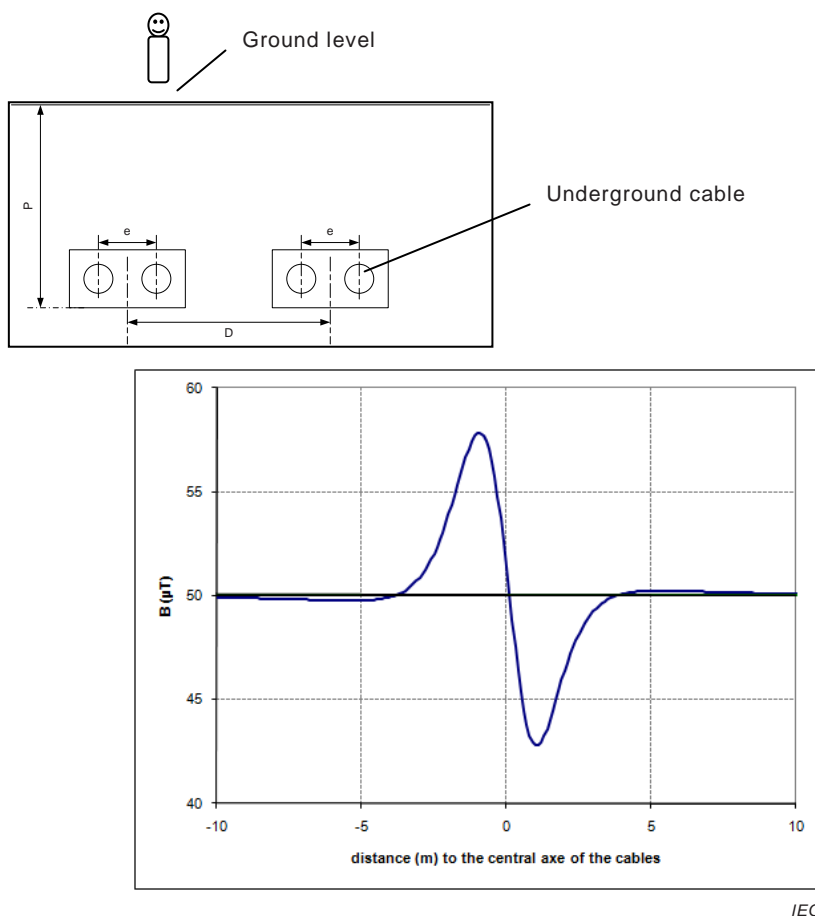 Ground level
P
e
e
Underground cable
D
60
55
50
45
40
B (µT)
-10
-5
0
5
10
distance (m) to the central axe of the cables
IEC